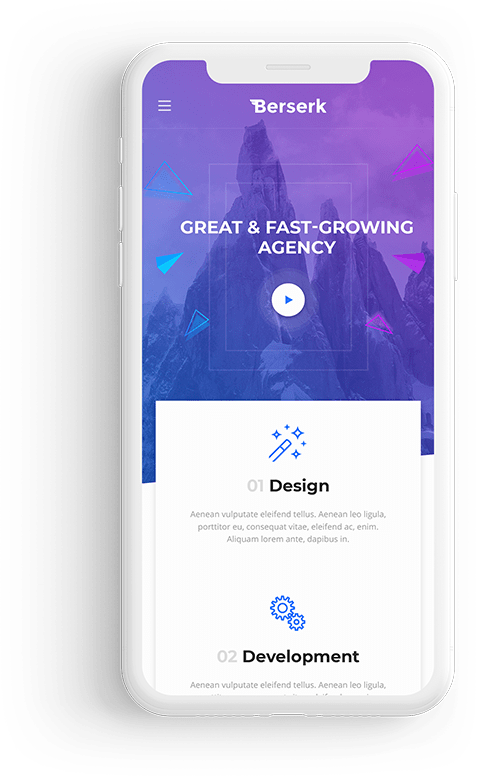 Berserk
GREAT & FAST-GROWING
AGENCY
01 Design
Aenean vulputate eleifend tellus. Aenean leo ligula,
porttitor eu, consequat vitae, eleifend ac, enim.
Aliquam lorem ante, dapibus in.
02 Development
Aenean vulputate eleifend tellus. Aenean leo ligula,